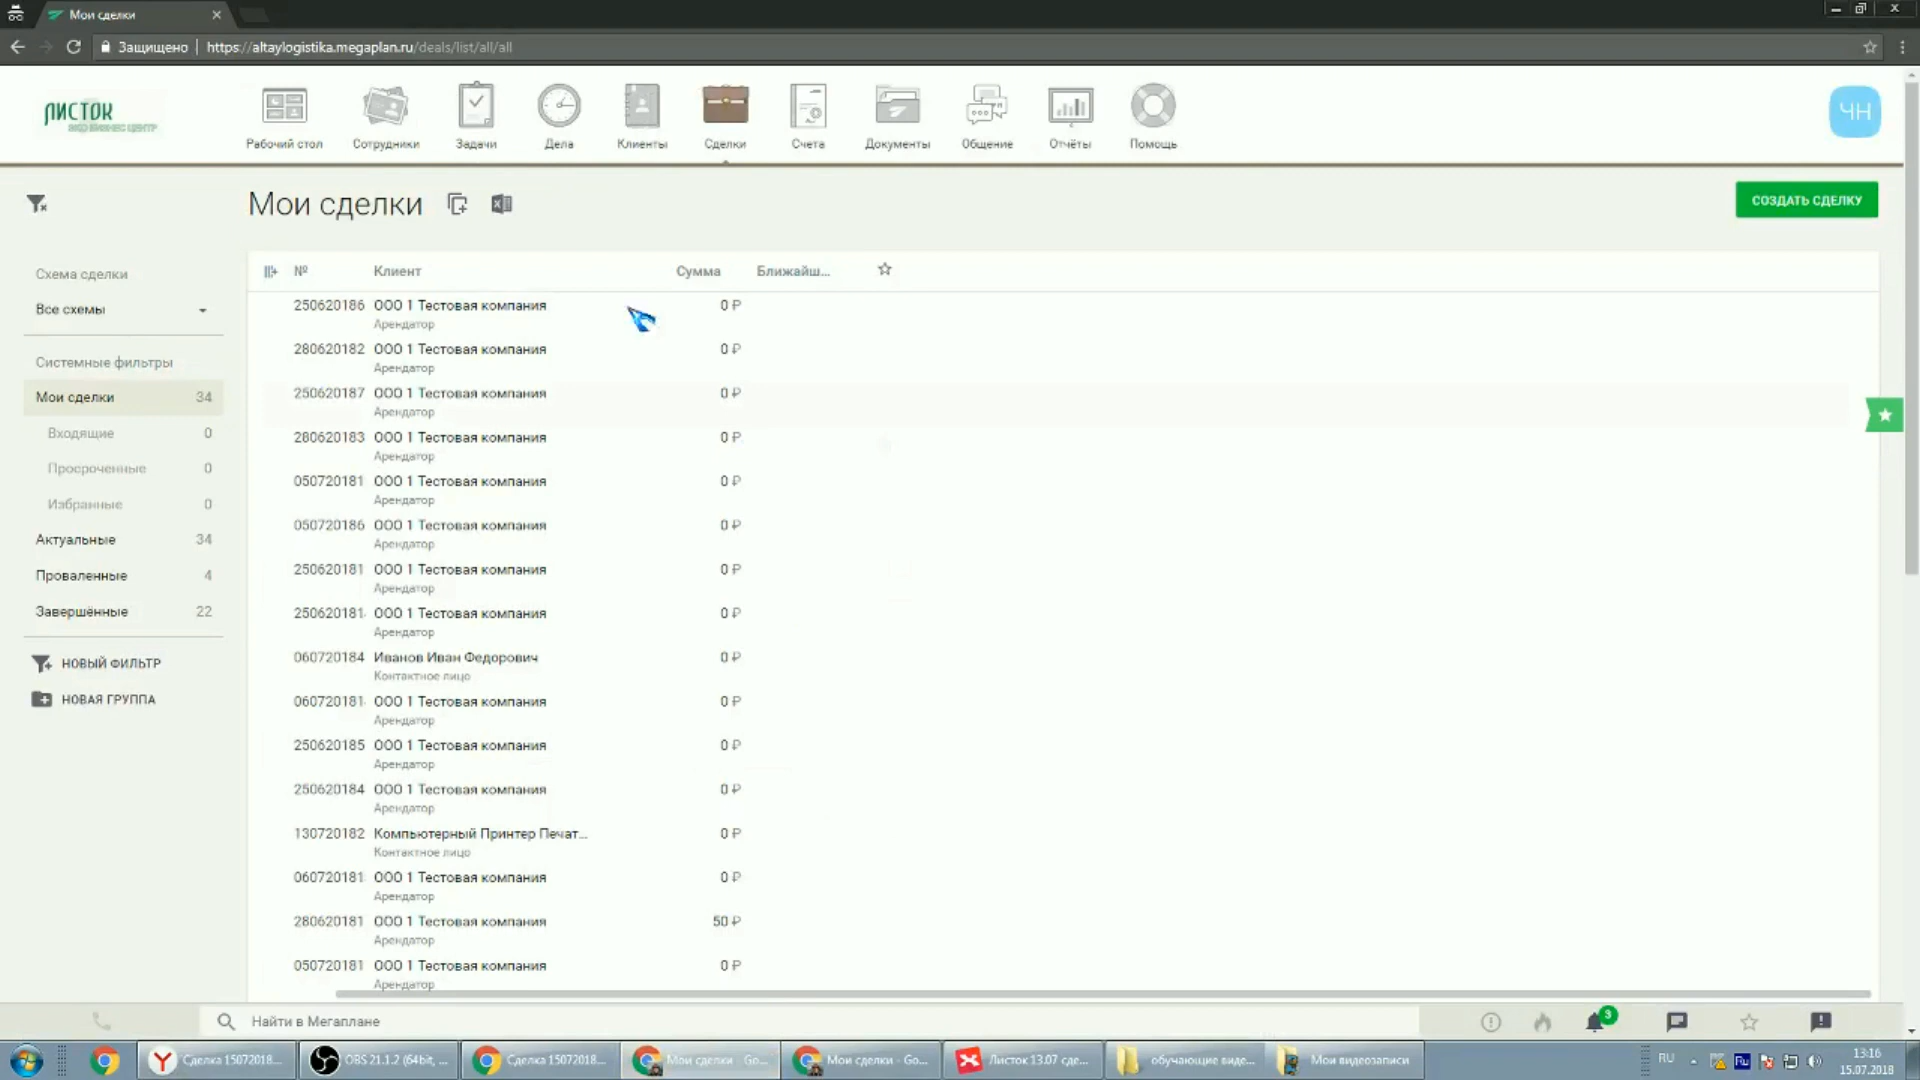 Мои сделки
Защищено
https://altaylogistika.megaplan.ru/deals/list/all/all
ЛИСТОК
ЭКО БИЗНЕС ЦЕНТР
Рабочий стол
Сотрудники
Задачи
Дела
Клиенты
Сделки
Счета
Документы
Общение
Отчёты
Помощь
ЧН
Мои сделки
СОЗДАТЬ СДЕЛКУ
Схема сделки
Все схемы
Системные фильтры
Мои сделки 34
Входящие 0
Просроченные 0
Избранные 0
Актуальные 34
Проваленные 4
Завершённые 22
НОВЫЙ ФИЛЬТР
НОВАЯ ГРУППА
№ Клиент Сумма Ближайш...
250620186 ООО 1 Тестовая компания 0 ₽
Арендатор
280620182 ООО 1 Тестовая компания 0 ₽
Арендатор
250620187 ООО 1 Тестовая компания 0 ₽
Арендатор
280620183 ООО 1 Тестовая компания 0 ₽
Арендатор
050720181 ООО 1 Тестовая компания 0 ₽
Арендатор
050720186 ООО 1 Тестовая компания 0 ₽
Арендатор
250620181 ООО 1 Тестовая компания 0 ₽
Арендатор
250620181 ООО 1 Тестовая компания 0 ₽
Арендатор
060720184 Иванов Иван Федорович 0 ₽
Контактное лицо
060720181 ООО 1 Тестовая компания 0 ₽
Арендатор
250620185 ООО 1 Тестовая компания 0 ₽
Арендатор
250620184 ООО 1 Тестовая компания 0 ₽
Арендатор
130720182 Компьютерный Принтер Печат... 0 ₽
Контактное лицо
060720181 ООО 1 Тестовая компания 0 ₽
Арендатор
280620181 ООО 1 Тестовая компания 50 ₽
Арендатор
050720181 ООО 1 Тестовая компания 0 ₽
Арендатор
Найти в Мегаплане
3
Сделка 15072018...
OBS 21.1.2 (64bit, ...
Сделка 15072018...
Мои сделки - Go...
Мои сделки - Go...
Листок 13.07 сде...
обучающие виде...
Мои видеозаписи
RU
Ru
13:16
15.07.2018